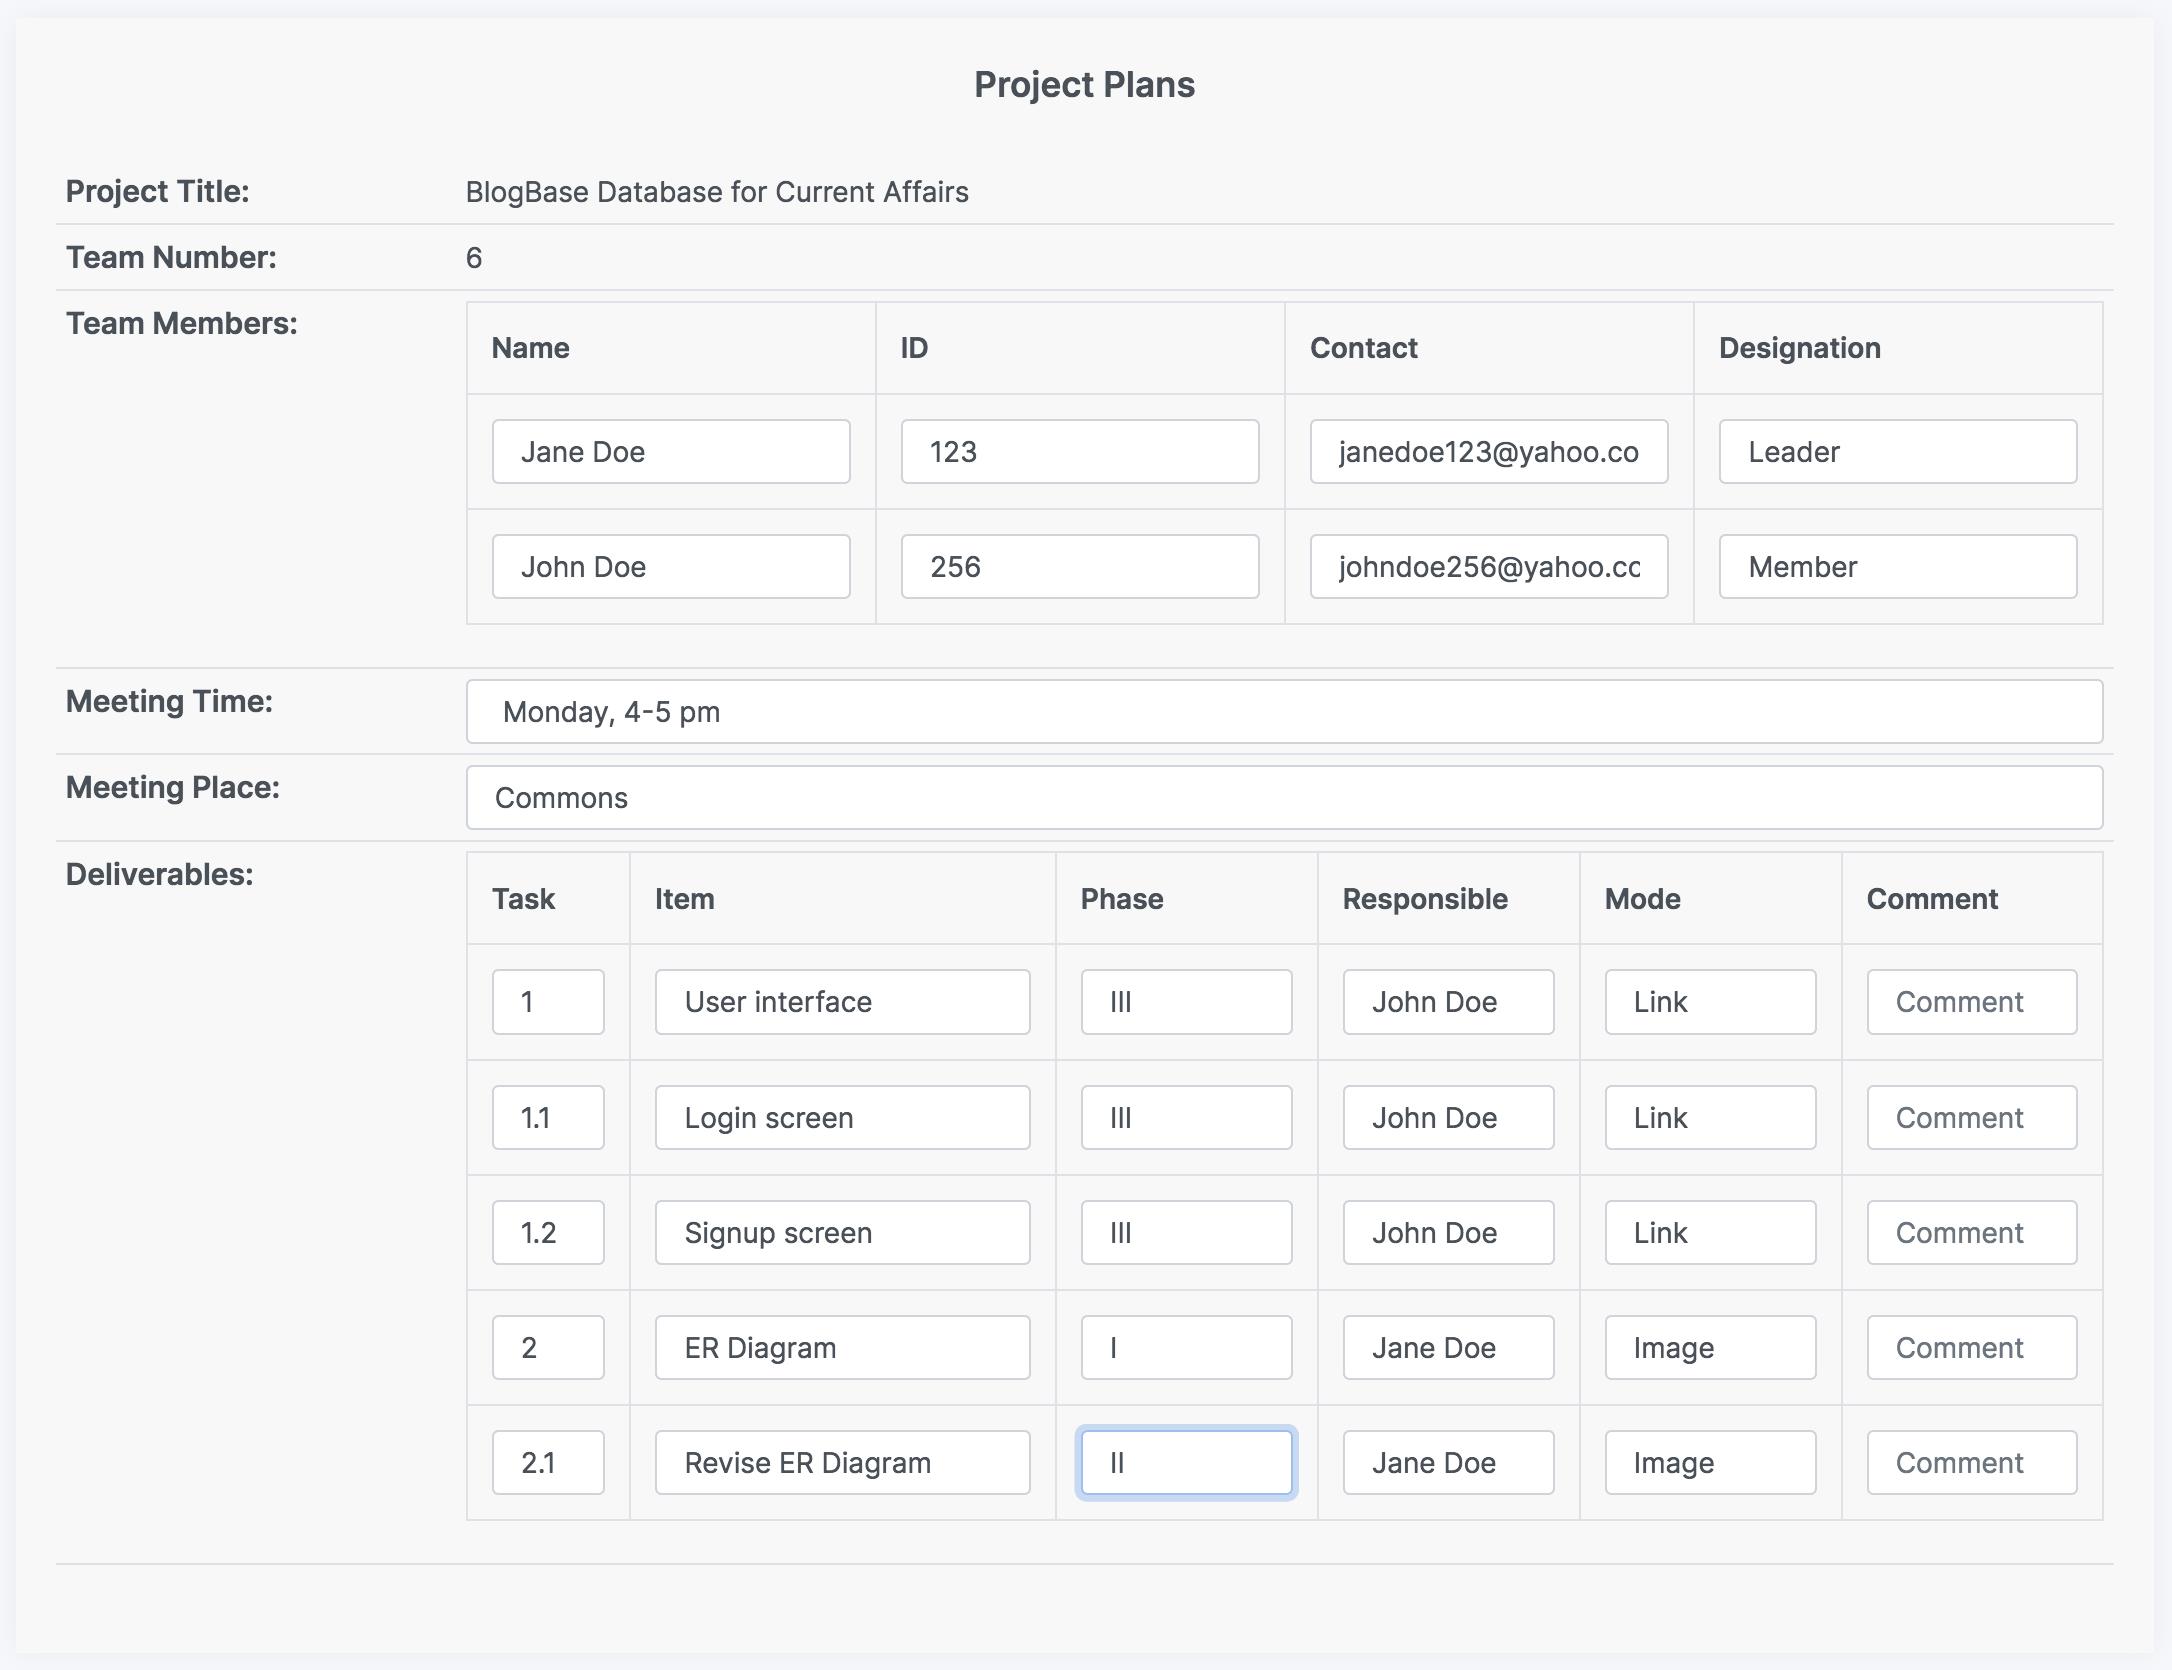 Project Plans
Project Title: BlogBase Database for Current Affairs
Team Number: 6
Team Members:
Name ID Contact Designation
Jane Doe 123 janedoe123@yahoo.co Leader
John Doe 256 johndoe256@yahoo.cc Member
Meeting Time: Monday, 4-5 pm
Meeting Place: Commons
Deliverables:
Task Item Phase Responsible Mode Comment
1 User interface III John Doe Link Comment
1.1 Login screen III John Doe Link Comment
1.2 Signup screen III John Doe Link Comment
2 ER Diagram I Jane Doe Image Comment
2.1 Revise ER Diagram II Jane Doe Image Comment